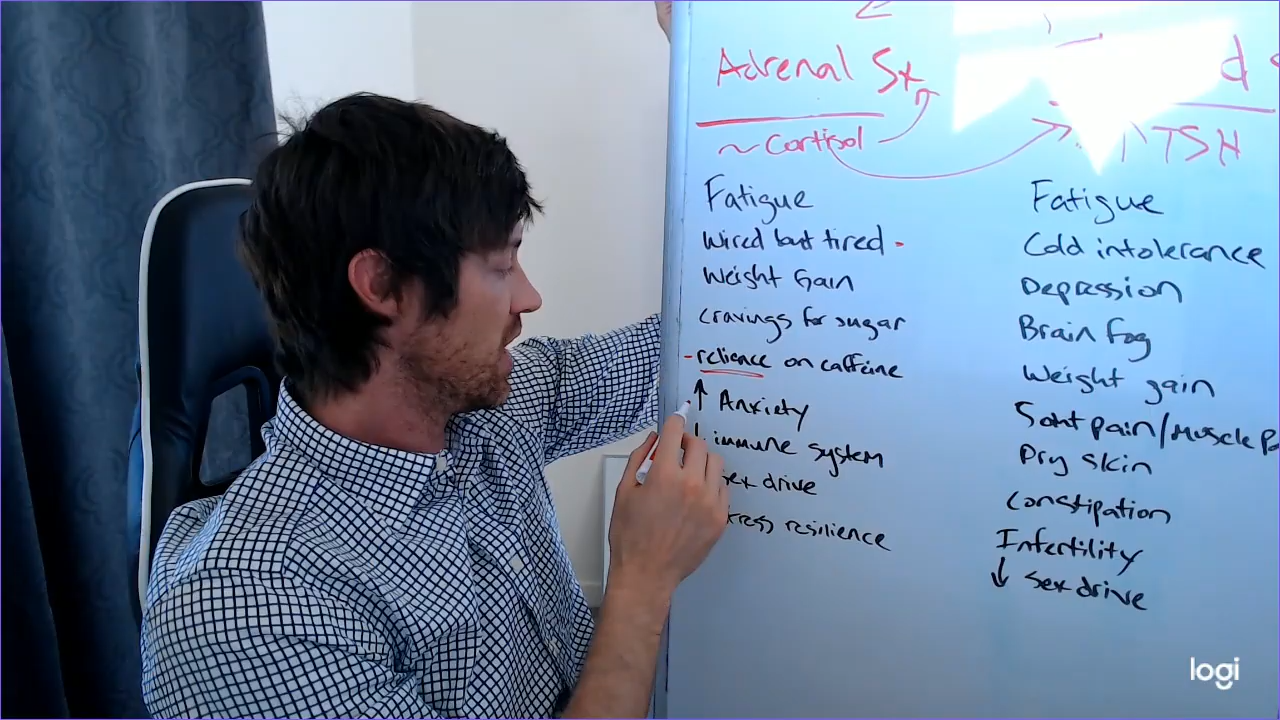 Adrenal Sx
~ Cortisol
Fatigue
Wired but tired
Weight Gain
Cravings for sugar
- reliance on caffeine
↑ Anxiety
immune system
sex drive
resilience
d
↑ TSH
Fatigue
Cold intolerance
Depression
Brain fog
Weight gain
Joint pain/Muscle
Dry skin
Constipation
Infertility
↓ Sex drive
logi